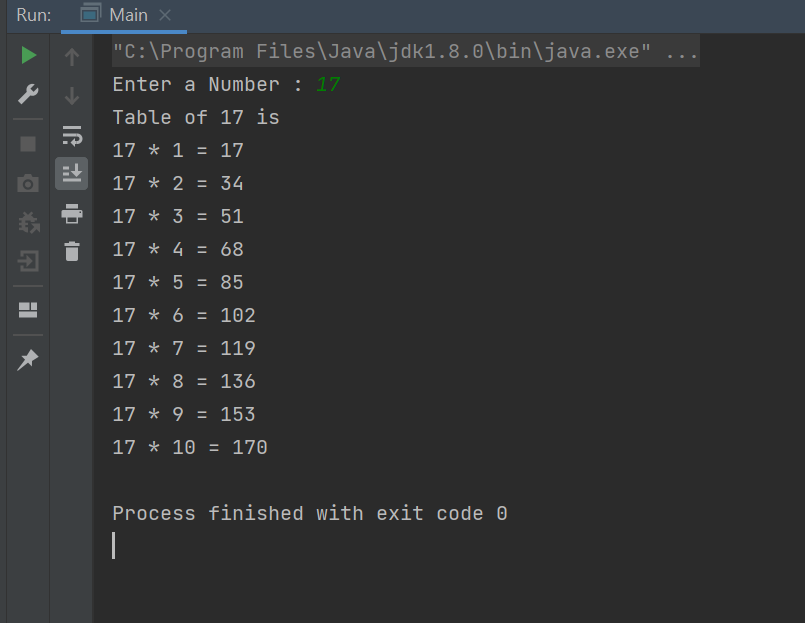 Run: Main
"C:\Program Files\Java\jdk1.8.0\bin\java.exe" ...
Enter a Number : 17
Table of 17 is
17 * 1 = 17
17 * 2 = 34
17 * 3 = 51
17 * 4 = 68
17 * 5 = 85
17 * 6 = 102
17 * 7 = 119
17 * 8 = 136
17 * 9 = 153
17 * 10 = 170
Process finished with exit code 0